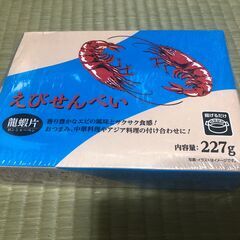 えびせんべい
龍蝦片
香り豊かなエビの風味とサクサク食感!
おつまみ、中華料理やアジア料理の付け合わせに!
揚げるだけ
内容量:227g